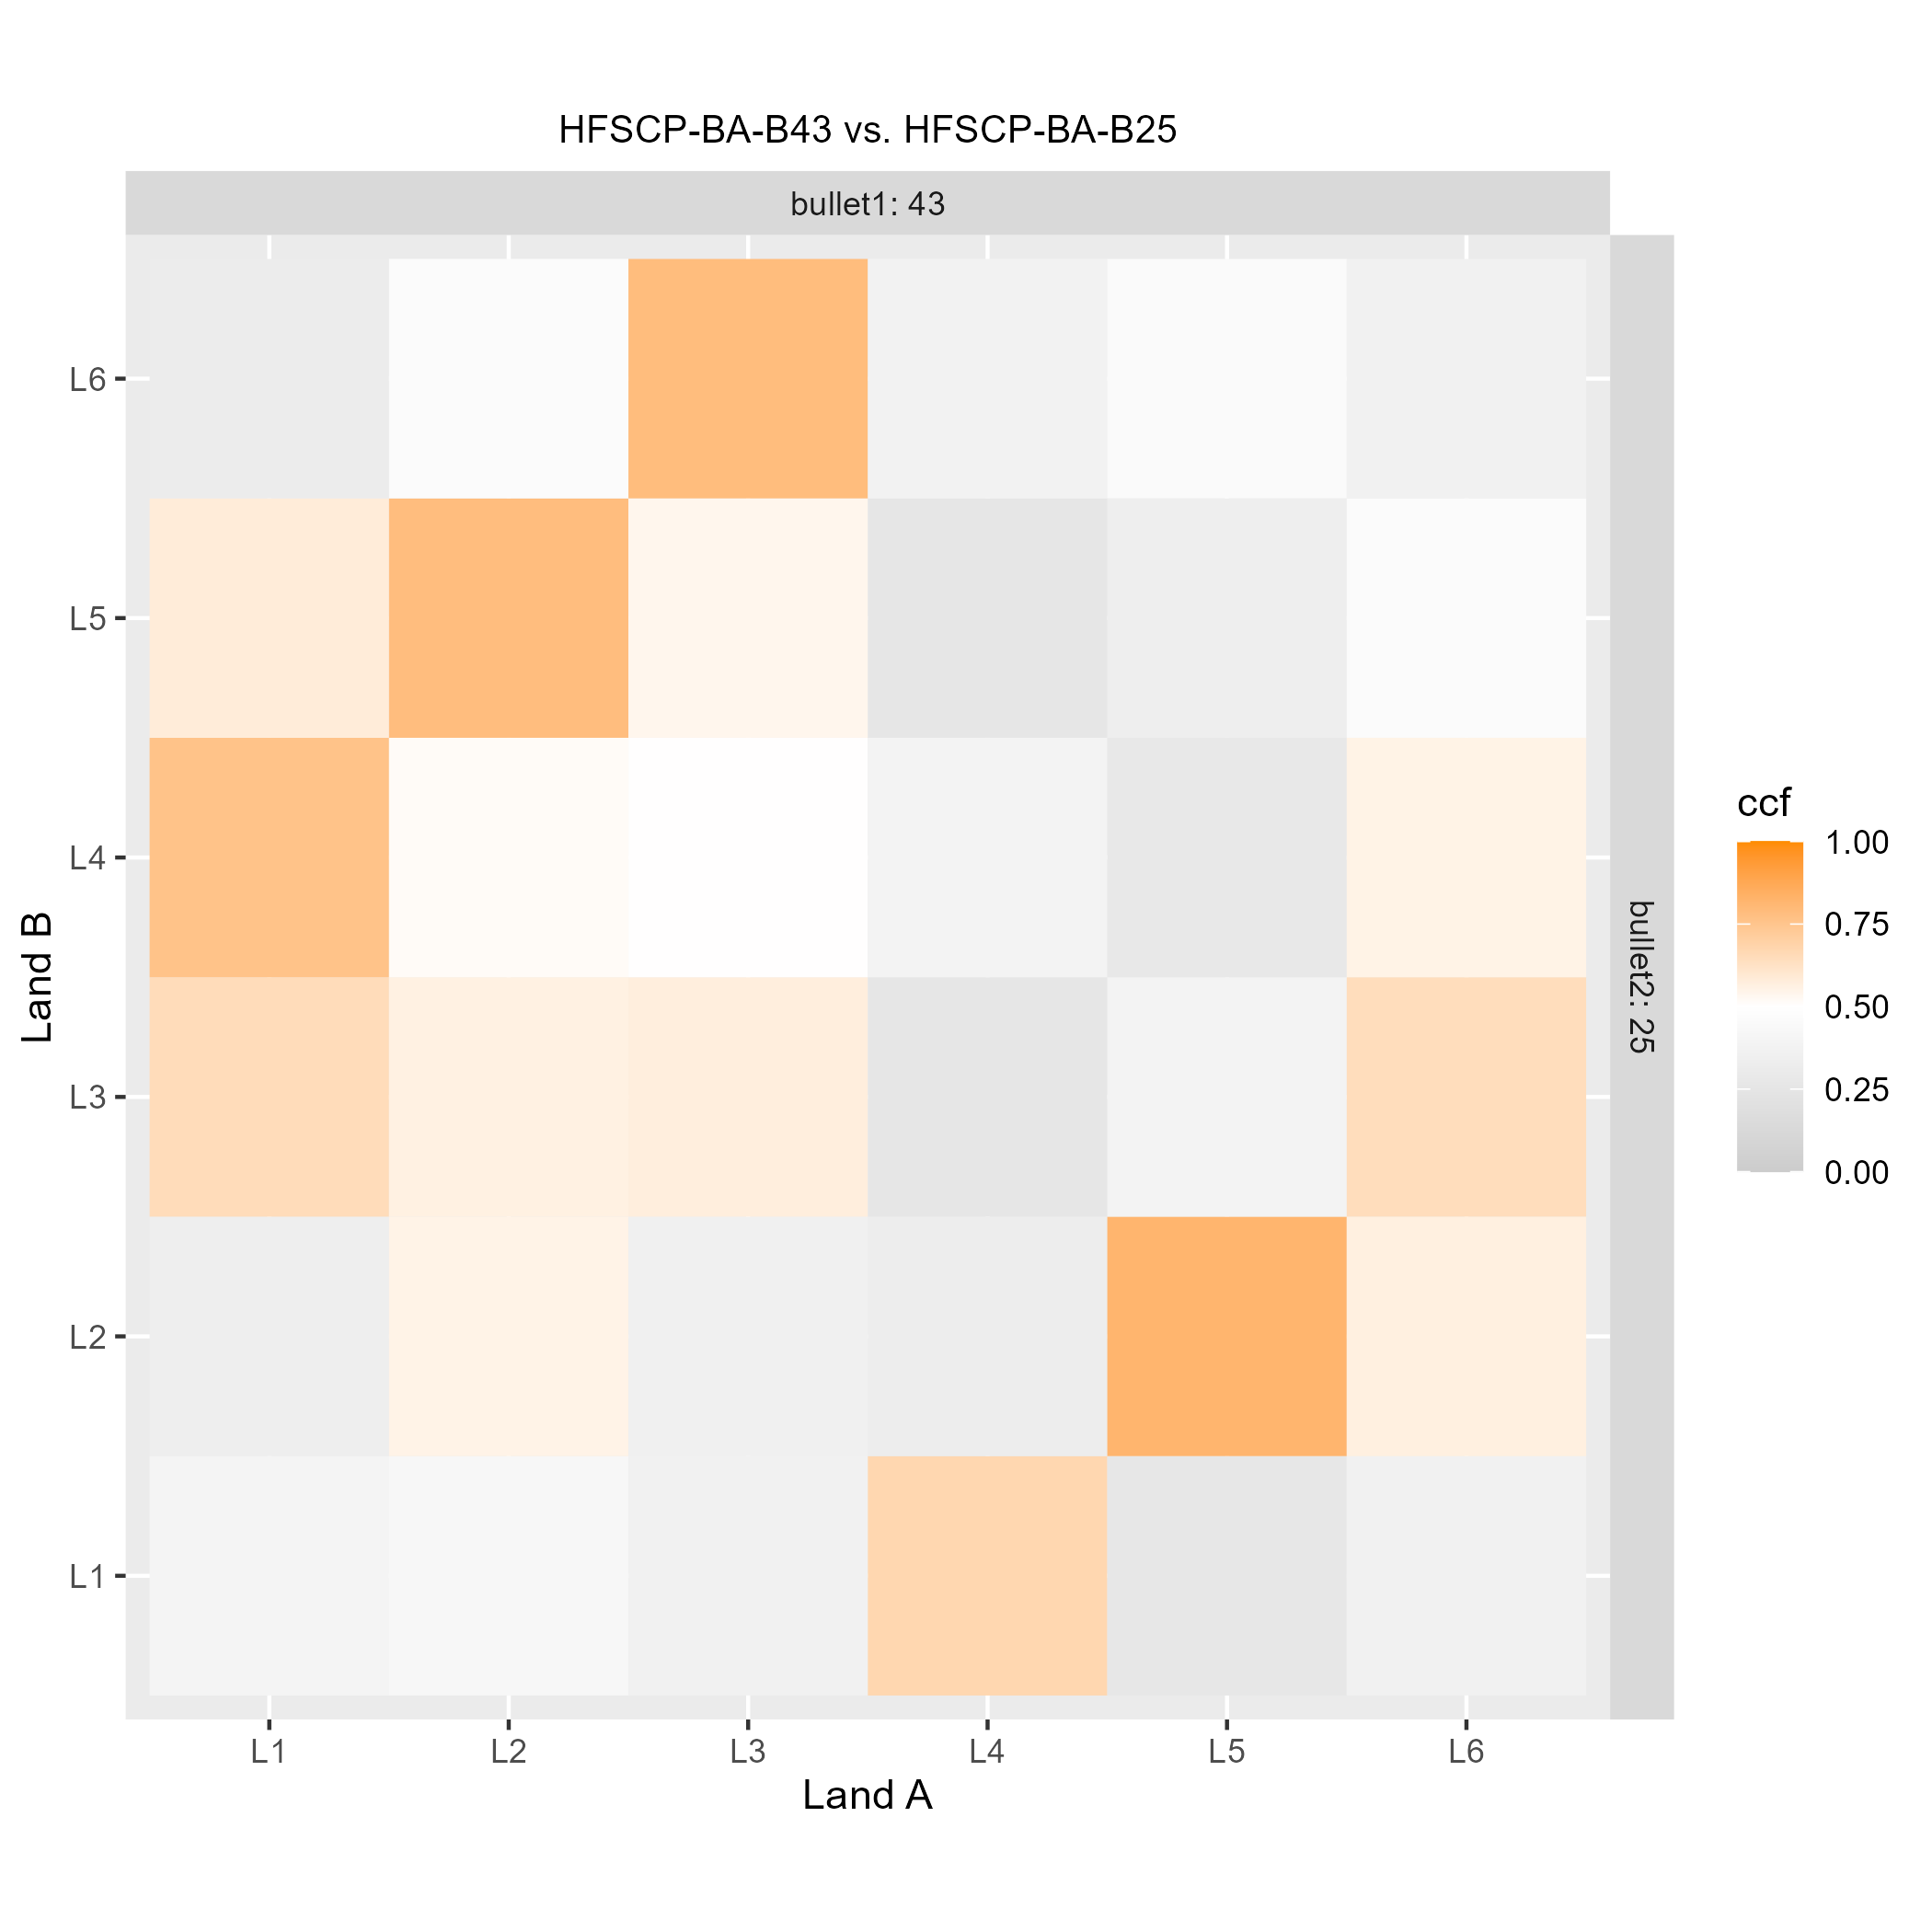 HFSCP-BA-B43 vs. HFSCP-BA-B25
bullet1: 43
L6
L5
L4
L3
L2
L1
Land B
bullet2: 25
L1 L2 L3 L4 L5 L6
Land A
ccf
1.00
0.75
0.50
0.25
0.00